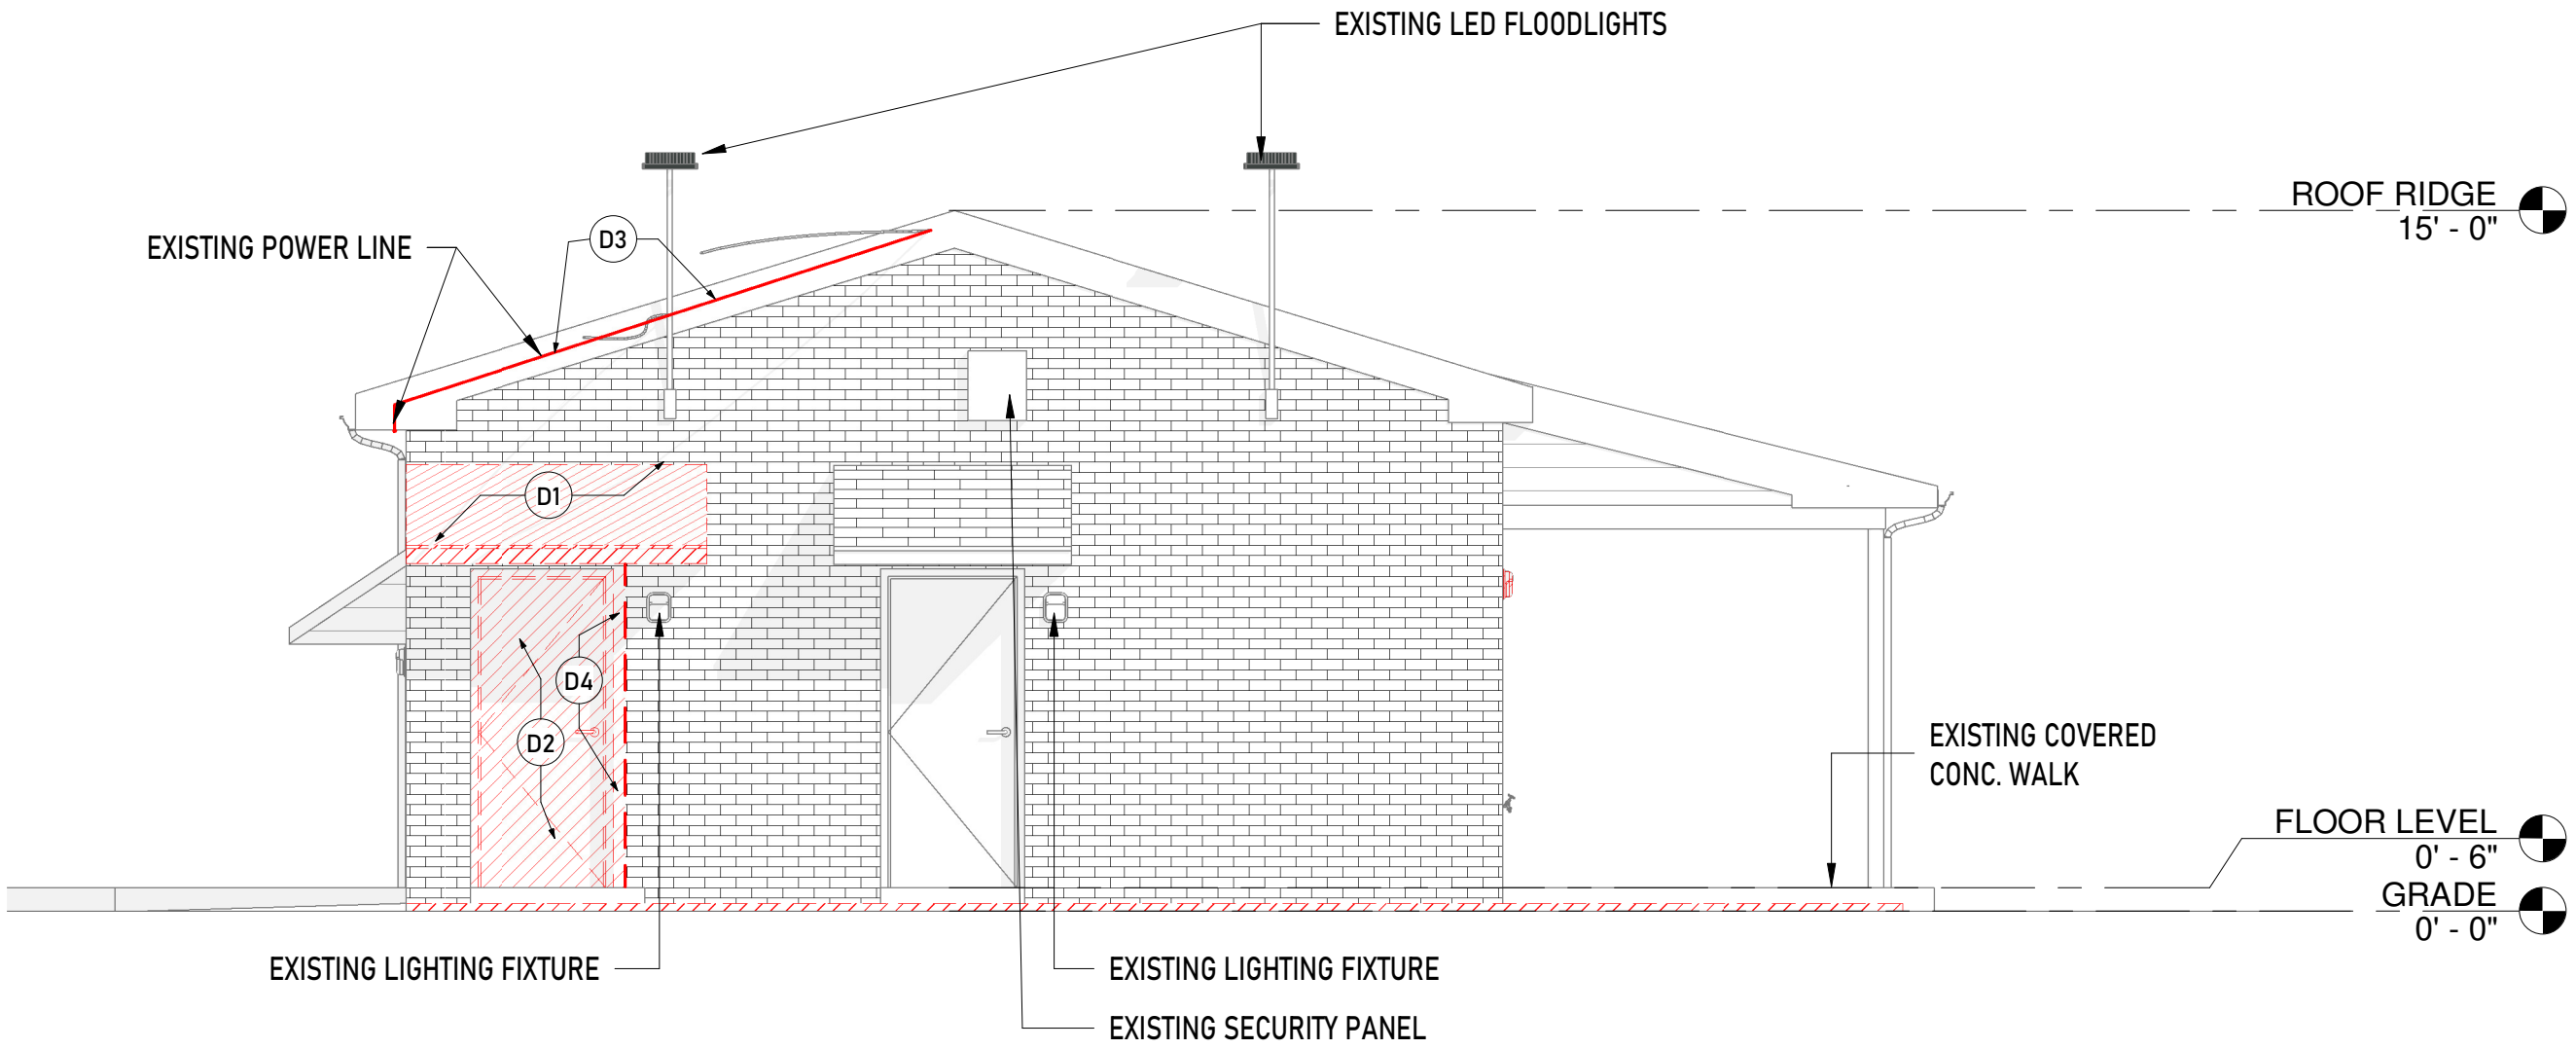 EXISTING LED FLOODLIGHTS
ROOF RIDGE
15' - 0"
EXISTING POWER LINE
D3
D1
D4
D2
EXISTING COVERED
CONC. WALK
FLOOR LEVEL
0' - 6"
GRADE
0' - 0"
EXISTING LIGHTING FIXTURE
EXISTING LIGHTING FIXTURE
EXISTING SECURITY PANEL